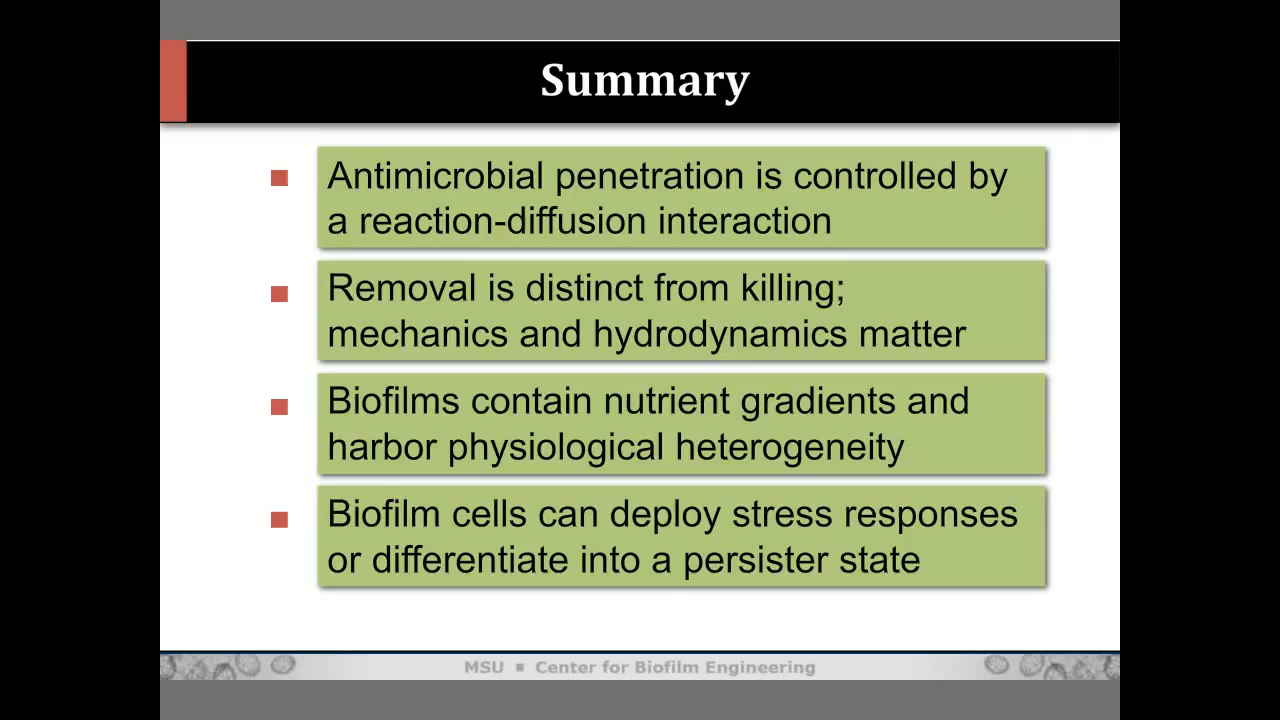 Summary
Antimicrobial penetration is controlled by
a reaction-diffusion interaction
Removal is distinct from killing;
mechanics and hydrodynamics matter
Biofilms contain nutrient gradients and
harbor physiological heterogeneity
Biofilm cells can deploy stress responses
or differentiate into a persister state
MSU ■ Center for Biofilm Engineering